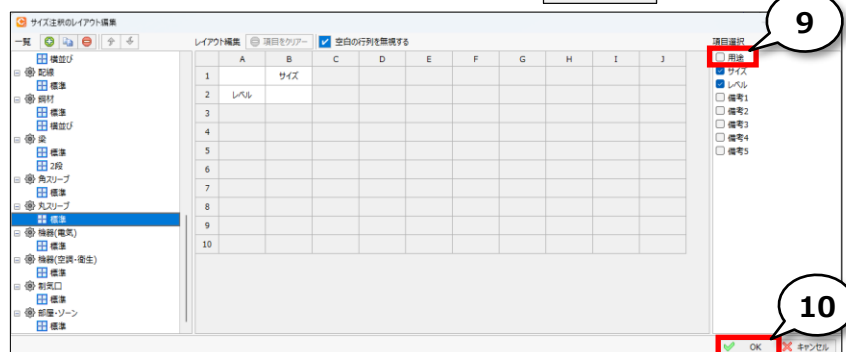 サイズ注釈のレイアウト編集
一覧
レイアウト編集 項目をクリアー 空白の行列を無視する
項目選択
横並び
配線
標準
鋼材
標準
横並び
梁
標準
2段
角スリーブ
標準
丸スリーブ
標準
機器(電気)
標準
機器(空調・衛生)
標準
制気口
標準
部屋・ゾーン
標準
A B C D E F G H I J
1 サイズ
2 レベル
3
4
5
6
7
8
9
10
用途
サイズ
レベル
備考1
備考2
備考3
備考4
備考5
9
10
OK キャンセル